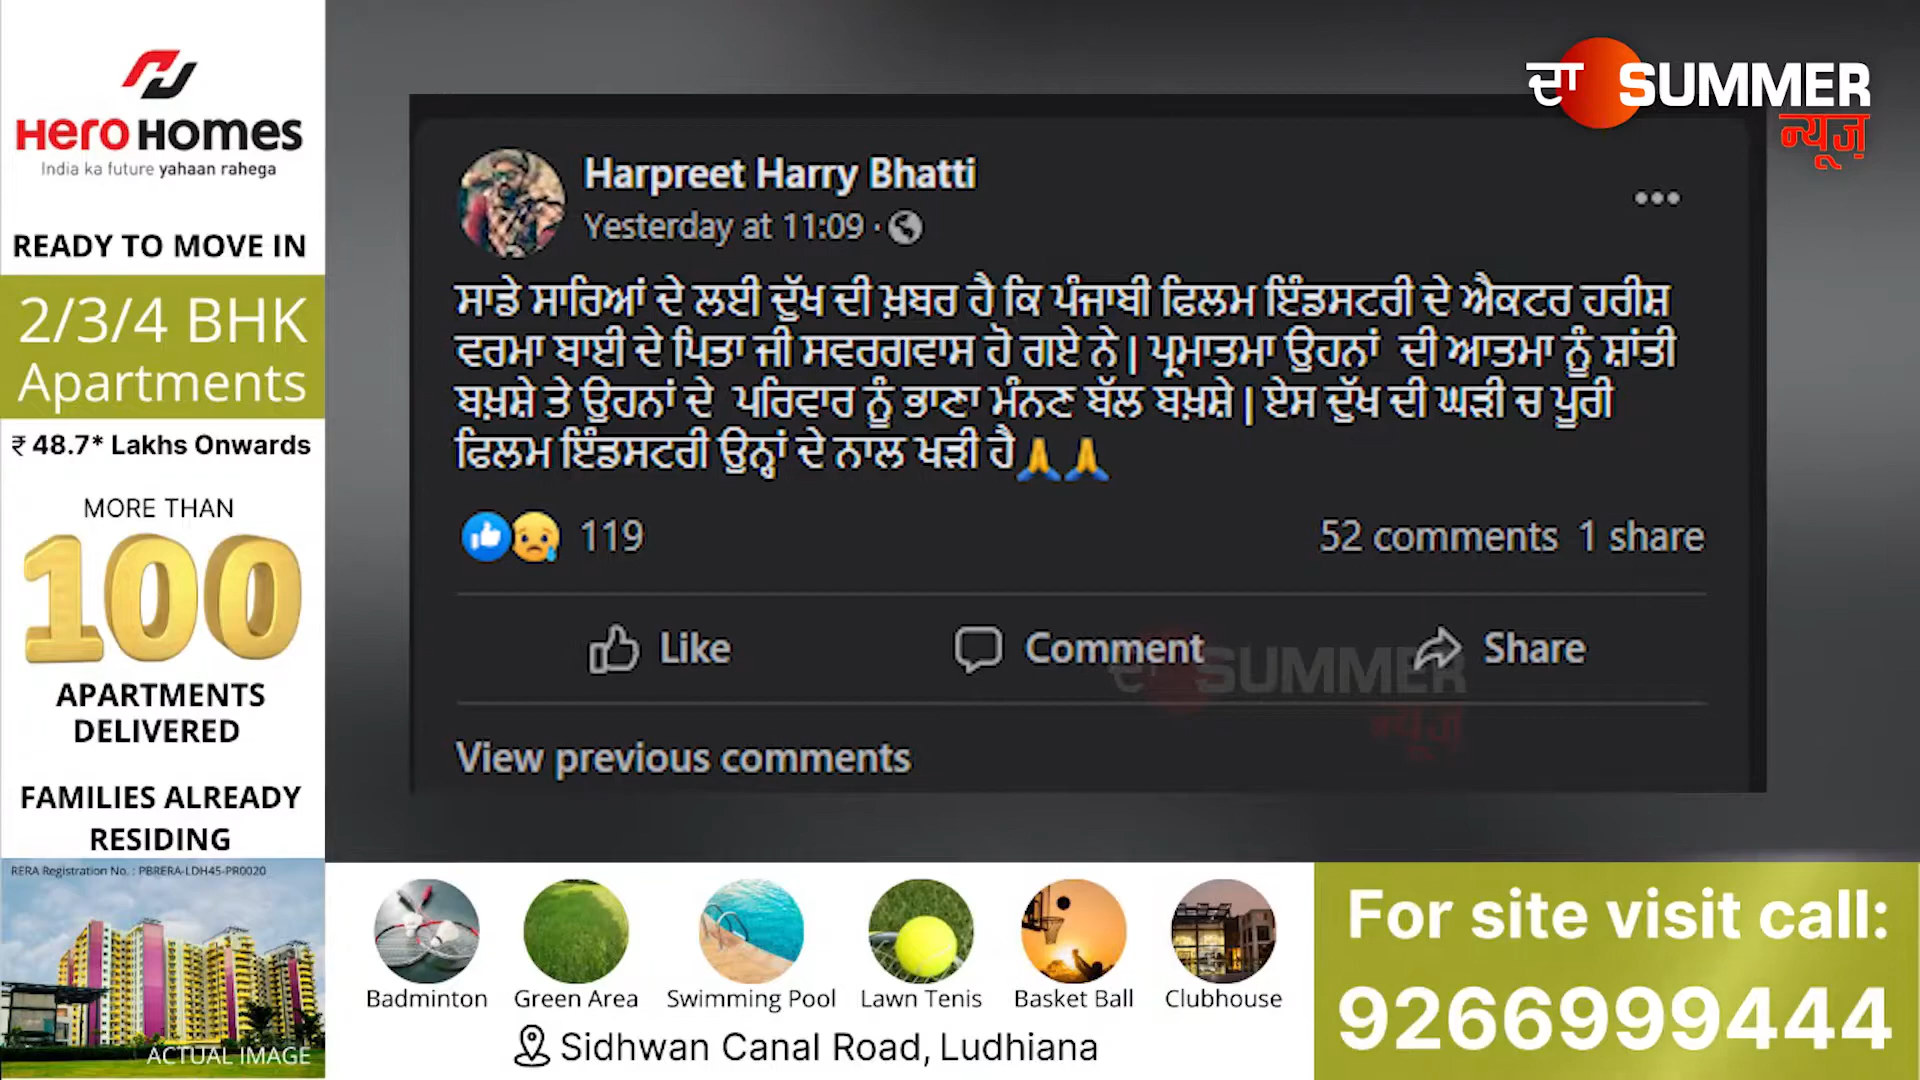 HERO HOMES
India ka future yahaan rahega
READY TO MOVE IN
2/3/4 BHK
Apartments
₹ 48.7* Lakhs Onwards
MORE THAN
100
APARTMENTS
DELIVERED
FAMILIES ALREADY
RESIDING
RERA Registration No. : PBRERA-LDH45-PR0020
ACTUAL IMAGE
ਦਾ SUMMER
ਨਯੂਜ਼
Harpreet Harry Bhatti
Yesterday at 11:09 ·
ਸਾਡੇ ਸਾਰਿਆਂ ਦੇ ਲਈ ਦੁੱਖ ਦੀ ਖ਼ਬਰ ਹੈ ਕਿ ਪੰਜਾਬੀ ਫਿਲਮ ਇੰਡਸਟਰੀ ਦੇ ਐਕਟਰ ਹਰੀਸ਼
ਵਰਮਾ ਬਾਈ ਦੇ ਪਿਤਾ ਜੀ ਸਵਰਗਵਾਸ ਹੋ ਗਏ ਨੇ | ਪ੍ਰਮਾਤਮਾ ਉਹਨਾਂ ਦੀ ਆਤਮਾ ਨੂੰ ਸ਼ਾਂਤੀ
ਬਖ਼ਸ਼ੇ ਤੇ ਉਹਨਾਂ ਦੇ ਪਰਿਵਾਰ ਨੂੰ ਭਾਣਾ ਮੰਨਣ ਬੱਲ ਬਖ਼ਸ਼ੇ | ਏਸ ਦੁੱਖ ਦੀ ਘੜੀ ਚ ਪੂਰੀ
ਫਿਲਮ ਇੰਡਸਟਰੀ ਉਨ੍ਹਾਂ ਦੇ ਨਾਲ ਖੜੀ ਹੈ🙏🙏
119
52 comments 1 share
Like Comment Share
ਦਾ SUMMER
ਨਯੂਜ਼
View previous comments
Badminton Green Area Swimming Pool Lawn Tenis Basket Ball Clubhouse
Sidhwan Canal Road, Ludhiana
For site visit call:
9266999444